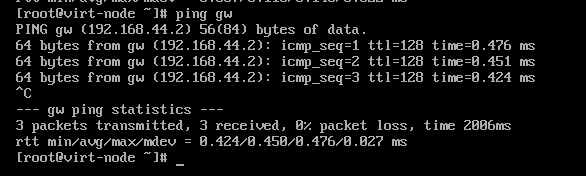 [root@virt-node ~]# ping gw
PING gw (192.168.44.2) 56(84) bytes of data.
64 bytes from gw (192.168.44.2): icmp_seq=1 ttl=128 time=0.476 ms
64 bytes from gw (192.168.44.2): icmp_seq=2 ttl=128 time=0.451 ms
64 bytes from gw (192.168.44.2): icmp_seq=3 ttl=128 time=0.424 ms
^C
--- gw ping statistics ---
3 packets transmitted, 3 received, 0% packet loss, time 2006ms
rtt min/avg/max/mdev = 0.424/0.450/0.476/0.027 ms
[root@virt-node ~]# _